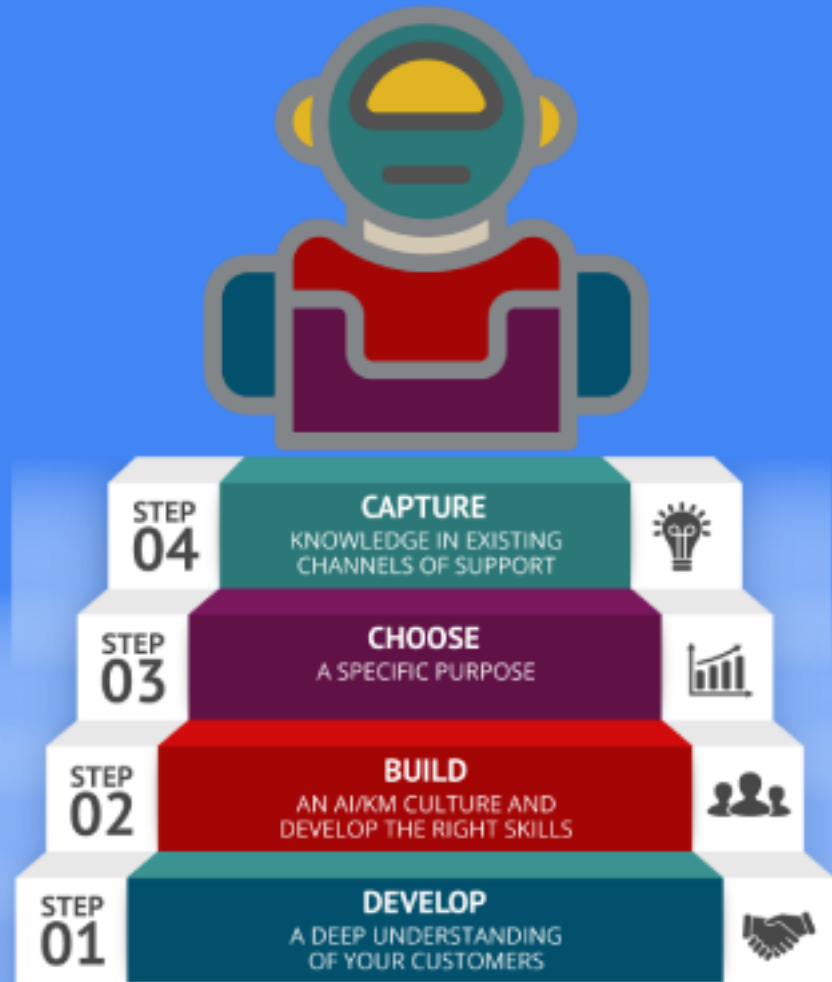 STEP
04
CAPTURE
KNOWLEDGE IN EXISTING
CHANNELS OF SUPPORT
STEP
03
CHOOSE
A SPECIFIC PURPOSE
STEP
02
BUILD
AN AI/KM CULTURE AND
DEVELOP THE RIGHT SKILLS
STEP
01
DEVELOP
A DEEP UNDERSTANDING
OF YOUR CUSTOMERS